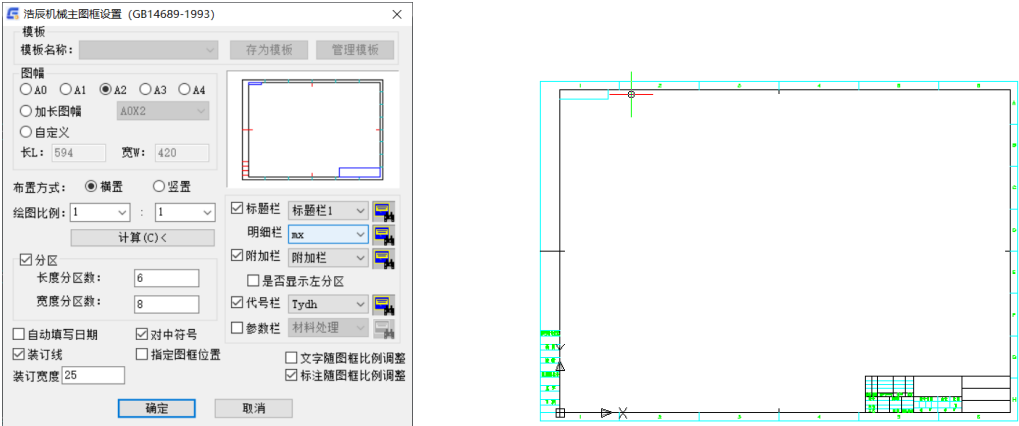 浩辰机械主图框设置（GB14689-1993）
模板
模板名称： 存为模板 管理模板
图幅
A0 A1 A2 A3 A4
加长图幅 A0X2
自定义
长L： 594 宽W： 420
布置方式： 横置 竖置
绘图比例： 1 : 1
计算(C)<
分区
长度分区数： 6
宽度分区数： 8
自动填写日期 对中符号
装订线 指定图框位置
装订宽度 25
标题栏 标题栏1
明细栏 mx
附加栏 附加栏
是否显示左分区
代号栏 Tydh
参数栏 材料处理
文字随图框比例调整
标注随图框比例调整
确定 取消
X